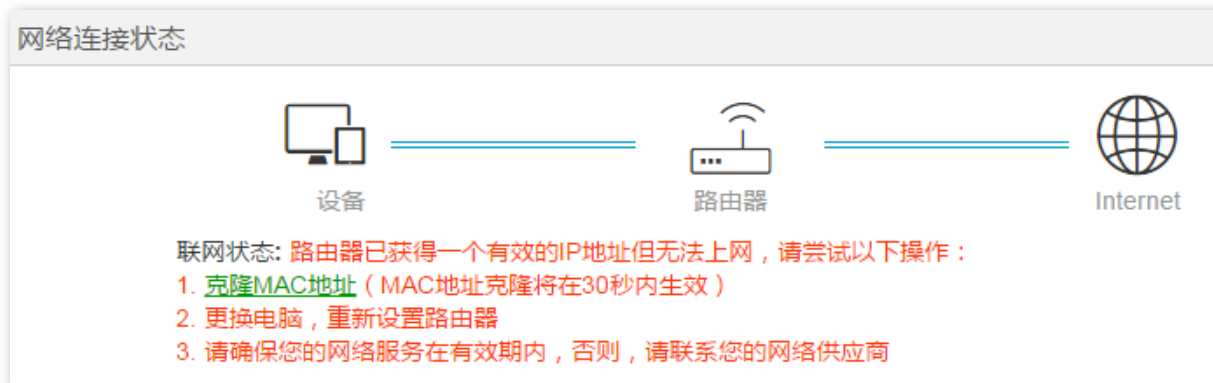 网络连接状态
设备
路由器
Internet
联网状态: 路由器已获得一个有效的IP地址但无法上网，请尝试以下操作：
1. 克隆MAC地址（MAC地址克隆将在30秒内生效）
2. 更换电脑，重新设置路由器
3. 请确保您的网络服务在有效期内，否则，请联系您的网络供应商